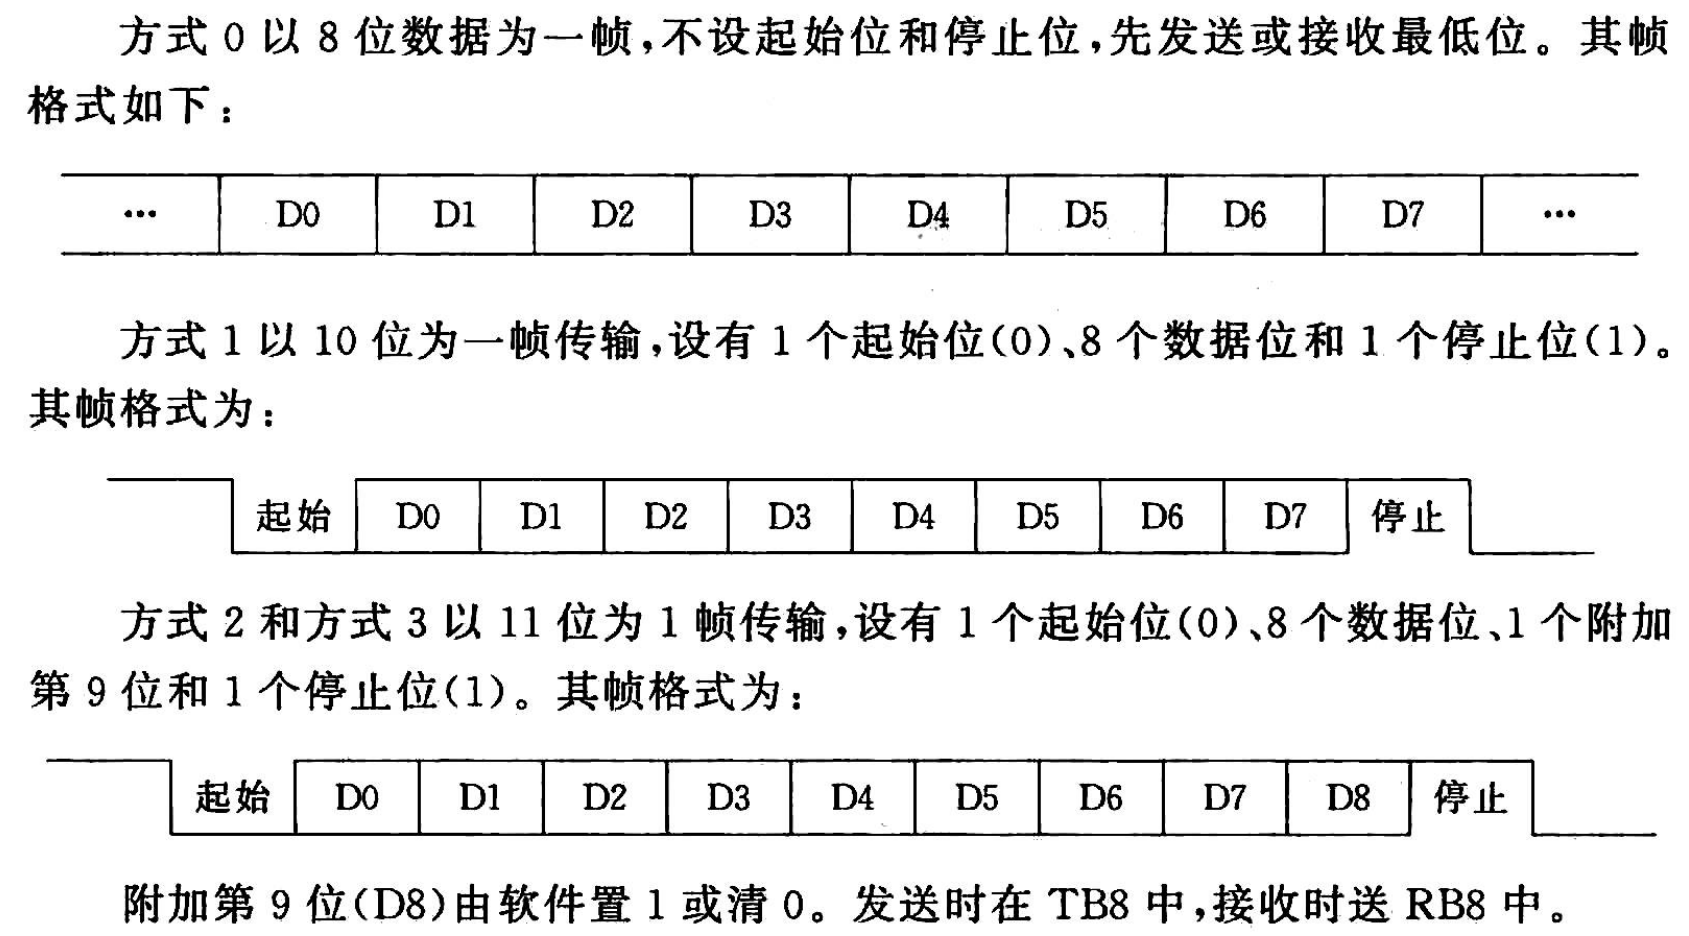 方式 0 以 8 位数据为一帧,不设起始位和停止位,先发送或接收最低位。其帧
格式如下:
… D0 D1 D2 D3 D4 D5 D6 D7 …
方式 1 以 10 位为一帧传输,设有 1 个起始位(0)、8 个数据位和 1 个停止位(1)。
其帧格式为:
起始 D0 D1 D2 D3 D4 D5 D6 D7 停止
方式 2 和方式 3 以 11 位为 1 帧传输,设有 1 个起始位(0)、8 个数据位、1 个附加
第 9 位和 1 个停止位(1)。其帧格式为:
起始 D0 D1 D2 D3 D4 D5 D6 D7 D8 停止
附加第 9 位(D8)由软件置 1 或清 0。发送时在 TB8 中,接收时送 RB8 中。